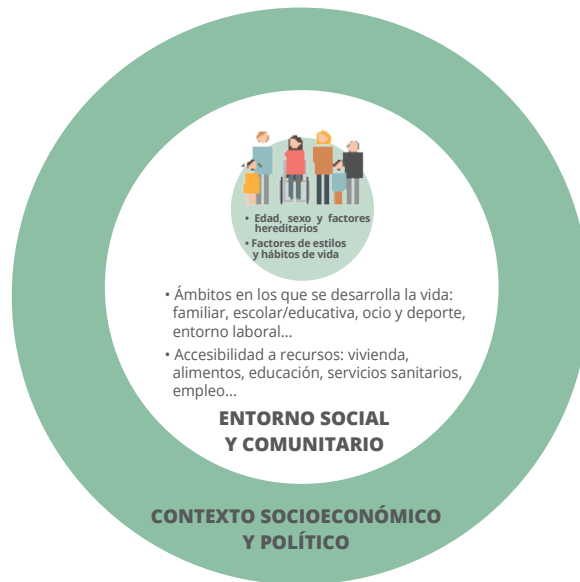 • Edad, sexo y factores
hereditarios
• Factores de estilos
y hábitos de vida
• Ámbitos en los que se desarrolla la vida:
familiar, escolar/educativa, ocio y deporte,
entorno laboral...
• Accesibilidad a recursos: vivienda,
alimentos, educación, servicios sanitarios,
empleo...
ENTORNO SOCIAL
Y COMUNITARIO
CONTEXTO SOCIOECONÓMICO
Y POLÍTICO